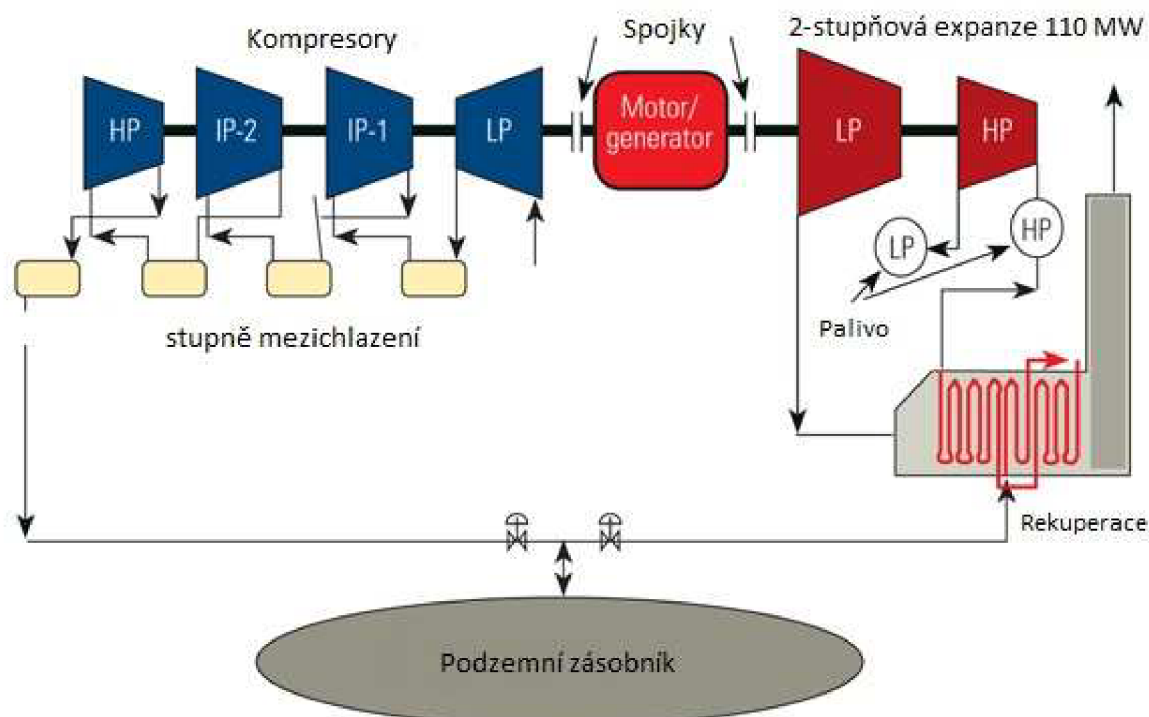 Kompresory
Spojky
2-stupňová expanze 110 MW
HP
IP-2
IP-1
LP
Motor/
generator
LP
HP
LP
HP
Palivo
stupně mezichlazení
Rekuperace
Podzemní zásobník